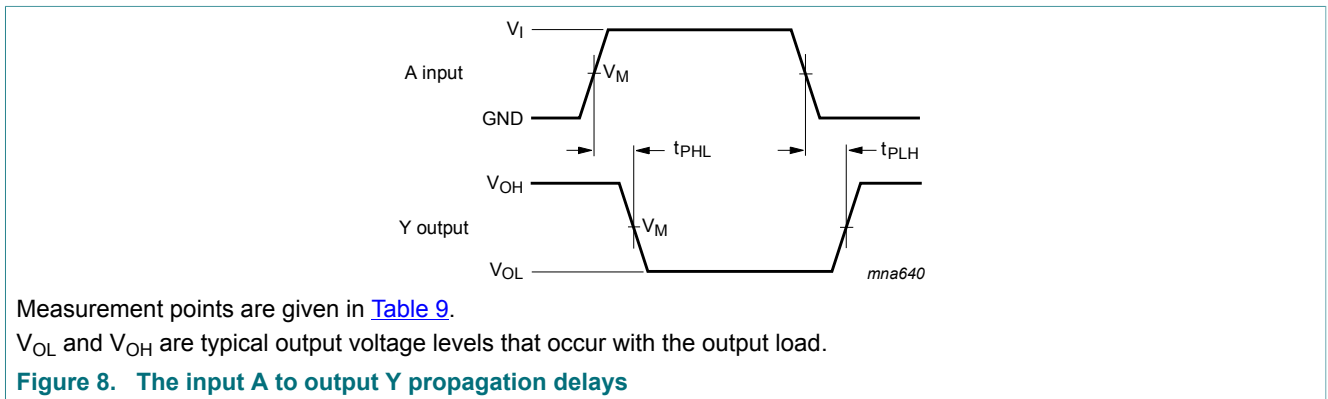 V_I
A input
V_M
GND
t_PHL
t_PLH
V_OH
Y output
V_M
V_OL
mna640
Measurement points are given in Table 9.
V_OL and V_OH are typical output voltage levels that occur with the output load.
Figure 8. The input A to output Y propagation delays